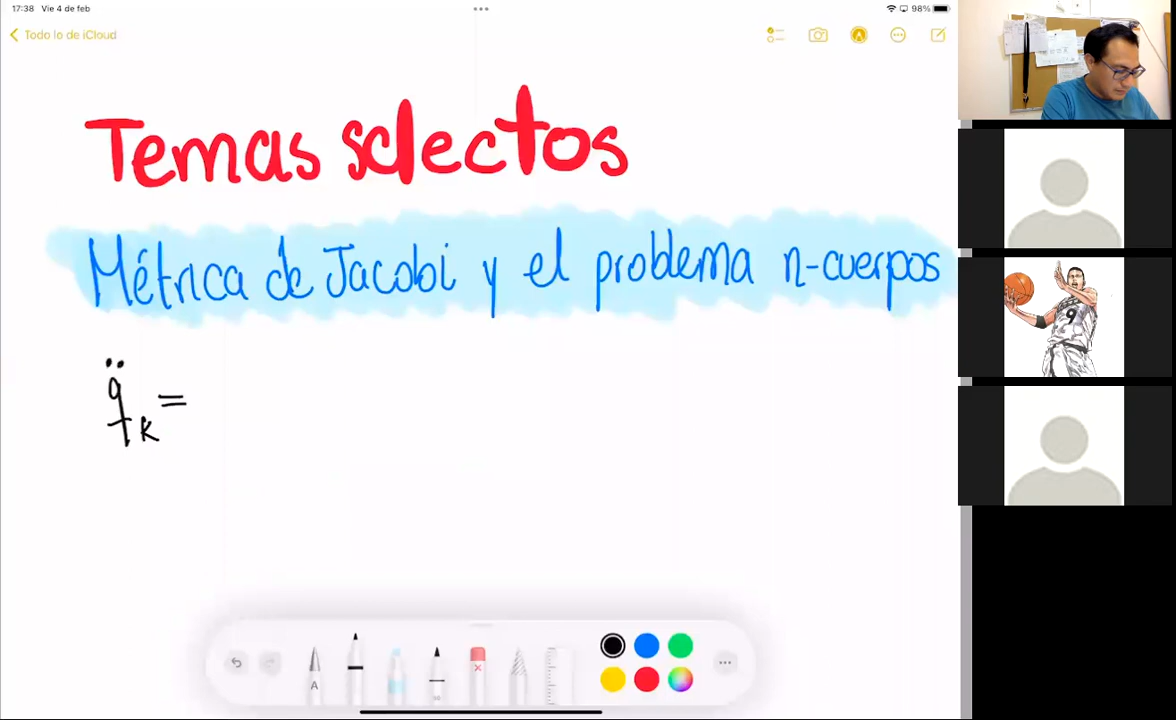 17:38 Vie 4 de feb
98%
Todo lo de iCloud
Temas selectos
Métrica de Jacobi y el problema n-cuerpos
q̈k =
9
A